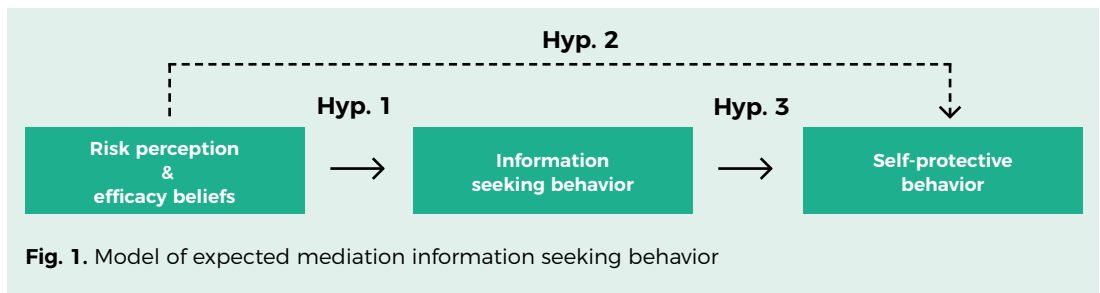 Hyp. 2
Hyp. 1
Hyp. 3
Risk perception
&
efficacy beliefs
Information
seeking behavior
Self-protective
behavior
Fig. 1. Model of expected mediation information seeking behavior